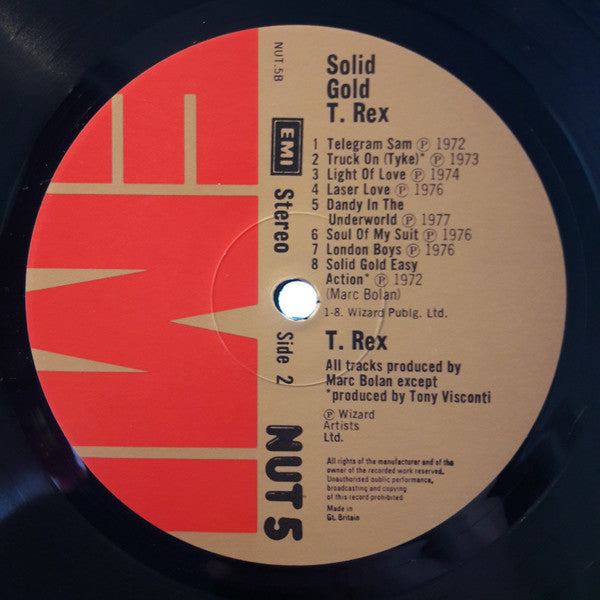 Solid
Gold
T. Rex
1 Telegram Sam ℗ 1972
2 Truck On (Tyke)* ℗ 1973
3 Light Of Love ℗ 1974
4 Laser Love ℗ 1976
5 Dandy In The
Underworld ℗ 1977
6 Soul Of My Suit ℗ 1976
7 London Boys ℗ 1976
8 Solid Gold Easy
Action* ℗ 1972
(Marc Bolan)
1-8. Wizard Publg. Ltd.
T. Rex
All tracks produced by
Marc Bolan except
*produced by Tony Visconti
℗ Wizard
Artists
Ltd.
All rights of the manufacturer and of the
owner of the recorded work reserved.
Unauthorised public performance,
broadcasting and copying
of this record prohibited
Made in
Gt. Britain
NUT.5B
EMI Stereo Side 2 NUT 5
EMI